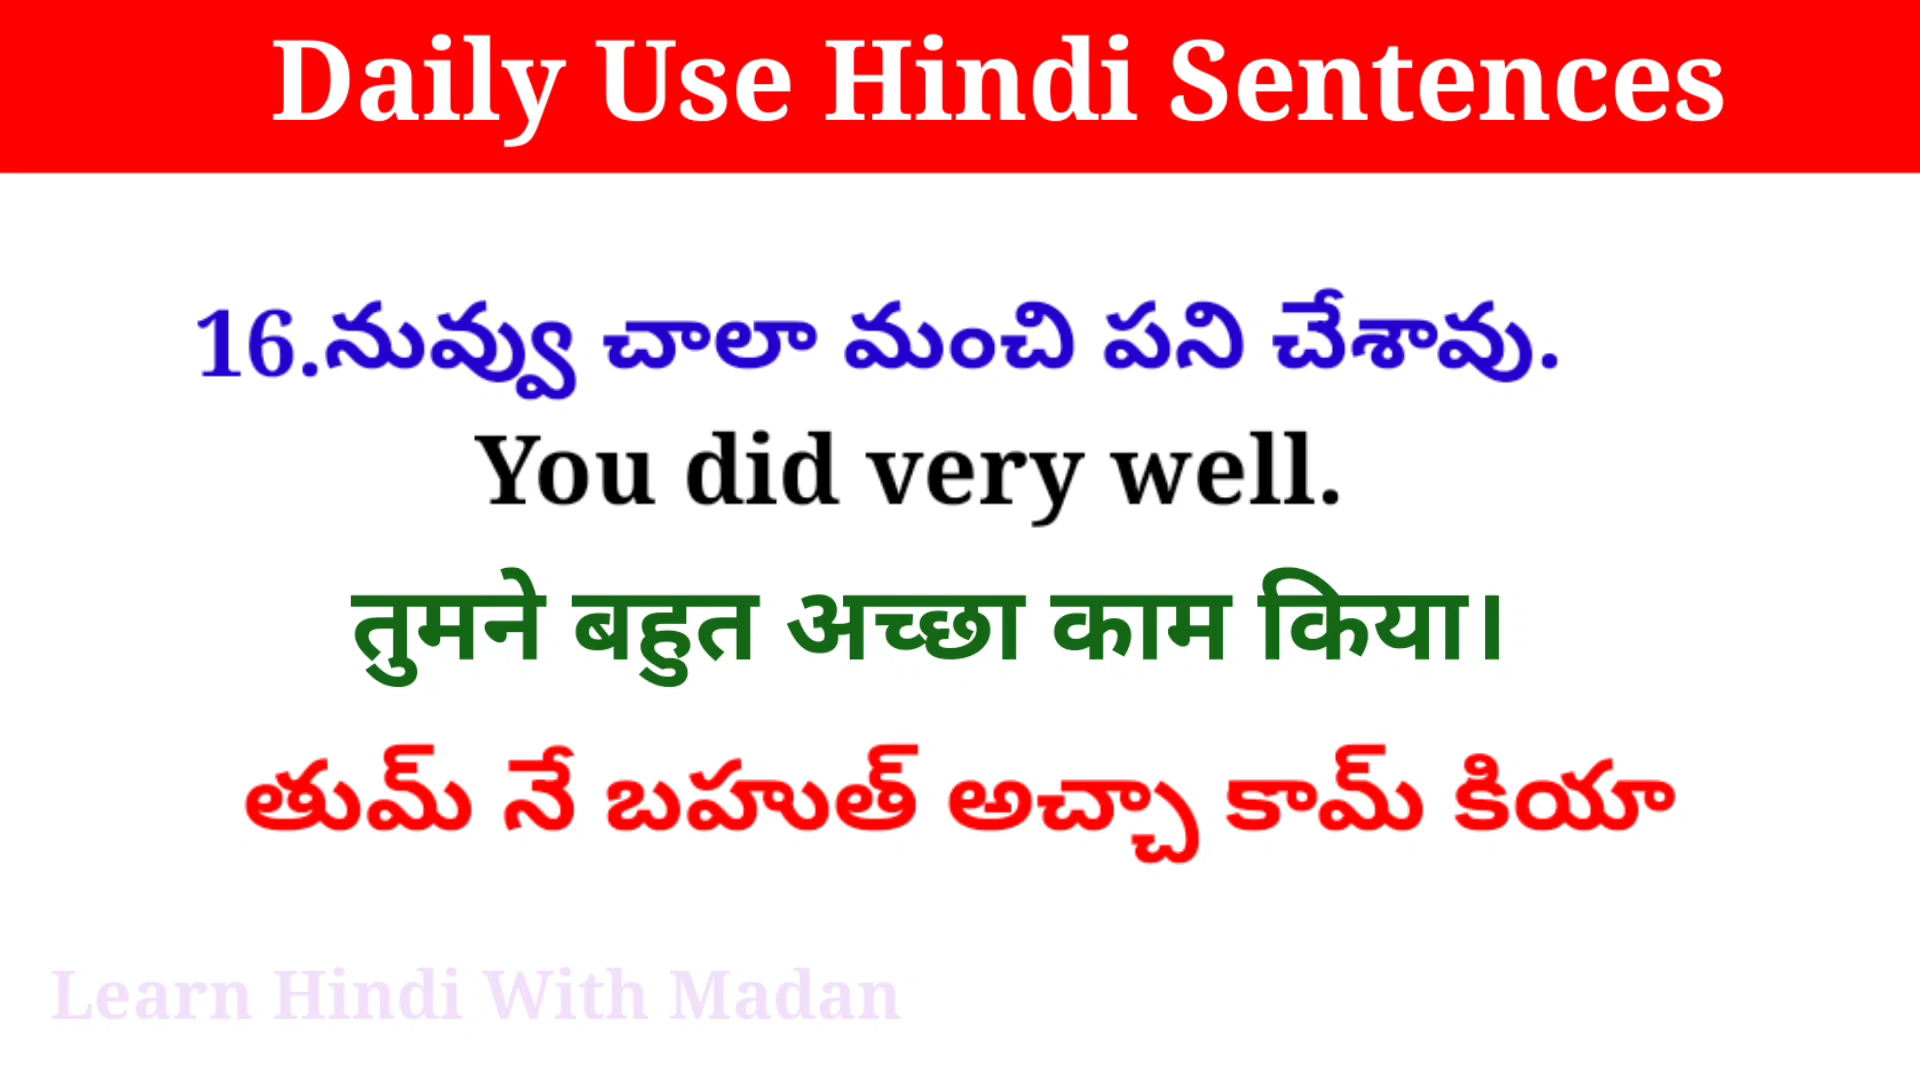 Daily Use Hindi Sentences
16.నువ్వు చాలా మంచి పని చేశావు.
You did very well.
तुमने बहुत अच्छा काम किया।
తుమ్ నే బహుత్ అచ్చా కామ్ కియా
Learn Hindi With Madan